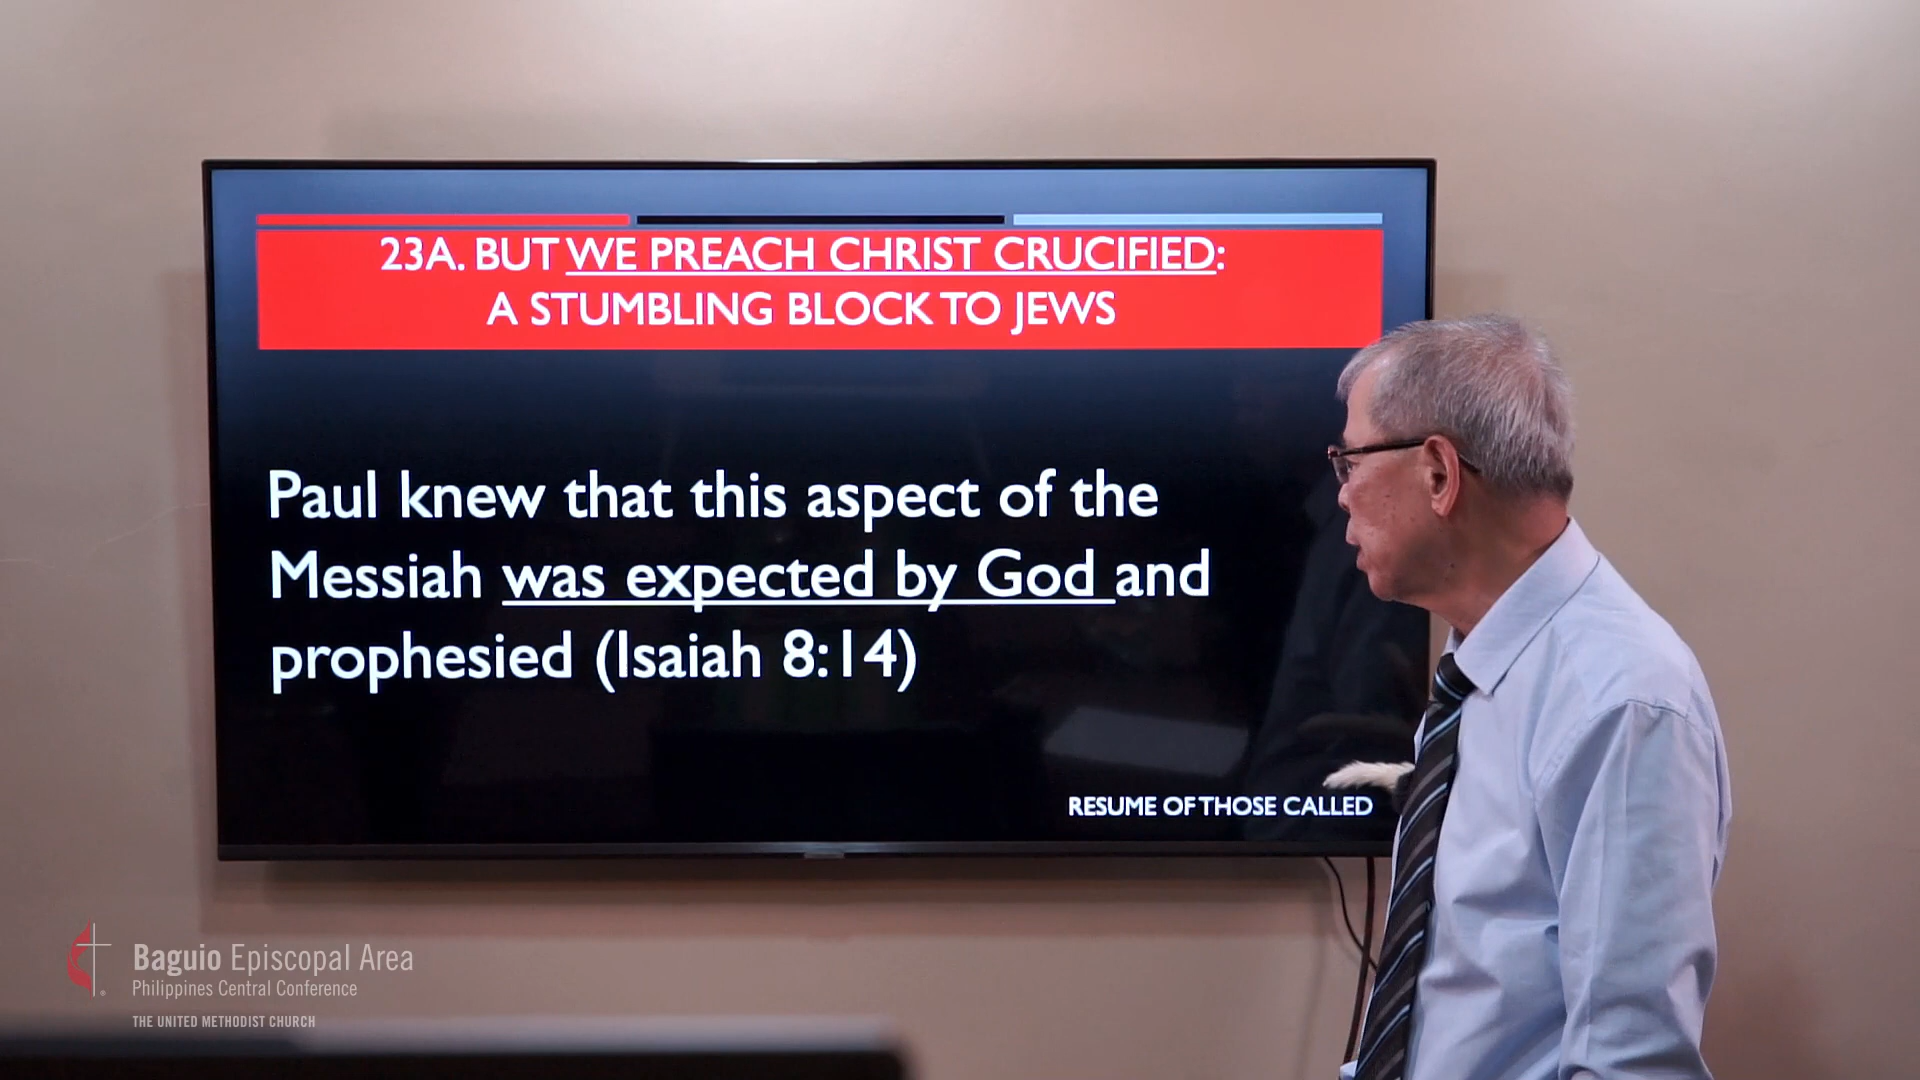 23A. BUT WE PREACH CHRIST CRUCIFIED:
A STUMBLING BLOCK TO JEWS
Paul knew that this aspect of the
Messiah was expected by God and
prophesied (Isaiah 8:14)
RESUME OF THOSE CALLED
Baguio Episcopal Area
Philippines Central Conference
THE UNITED METHODIST CHURCH